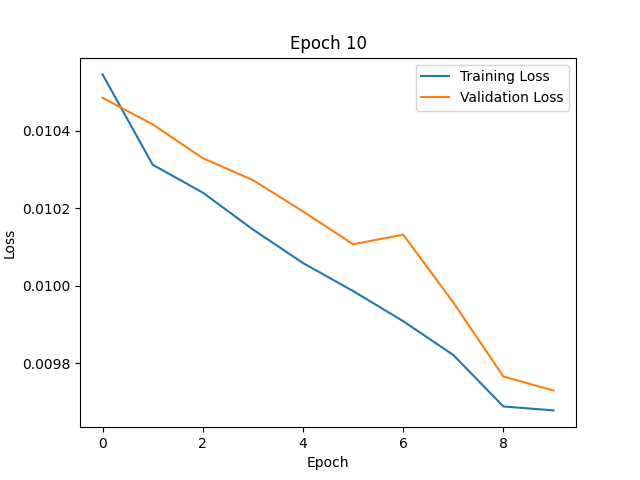 Epoch 10
Training Loss
Validation Loss
0.0104
0.0102
0.0100
0.0098
Loss
0 2 4 6 8
Epoch